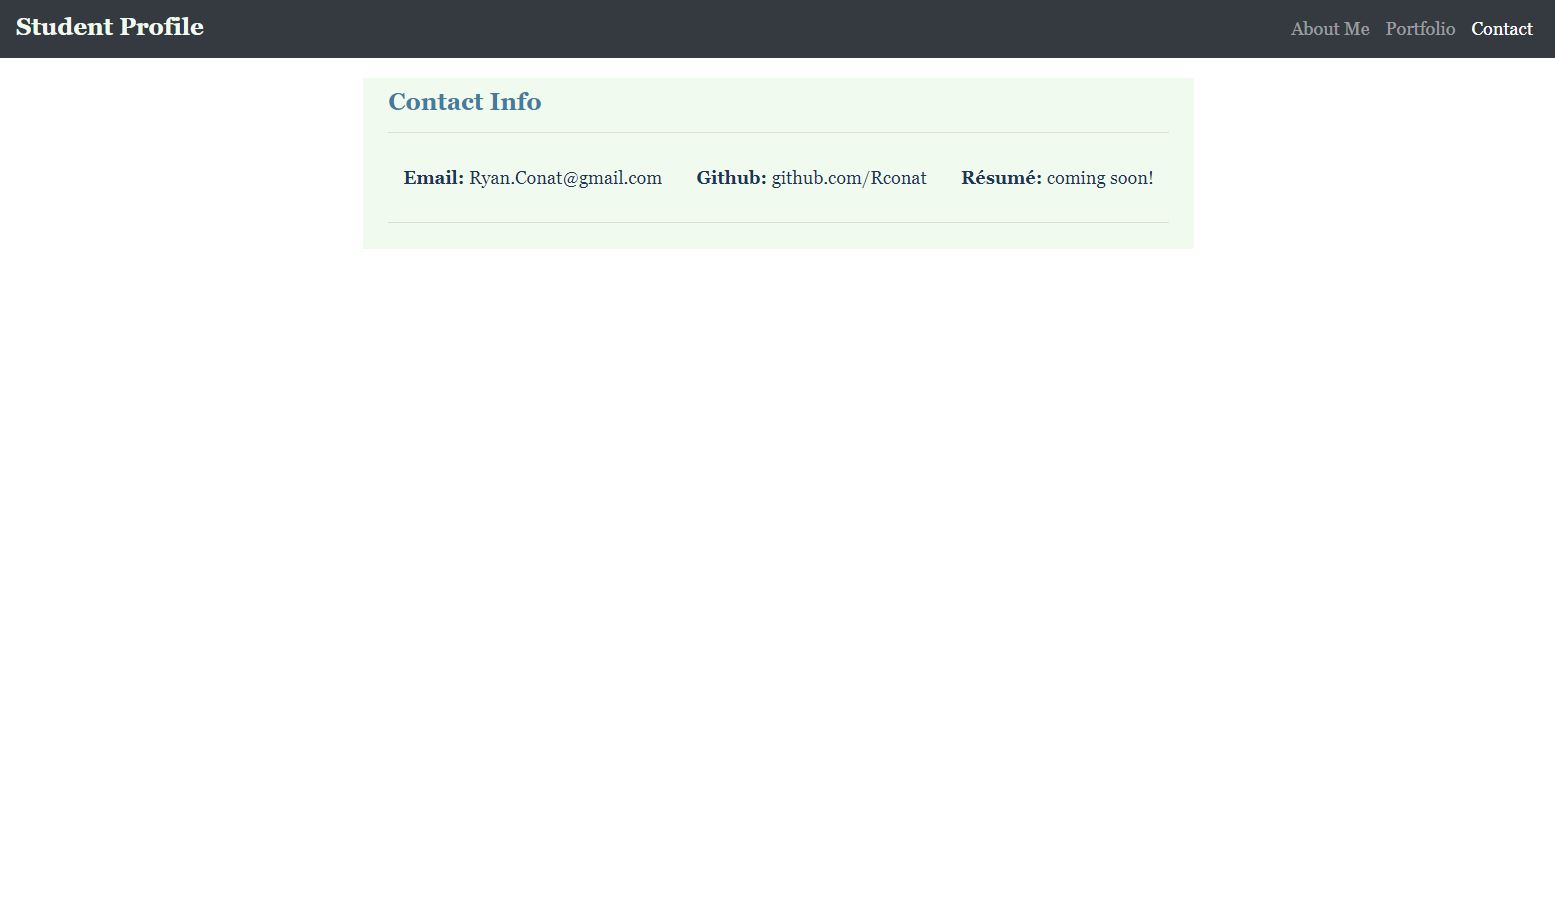 Student Profile
About Me Portfolio Contact
Contact Info
Email: Ryan.Conat@gmail.com Github: github.com/Rconat Résumé: coming soon!